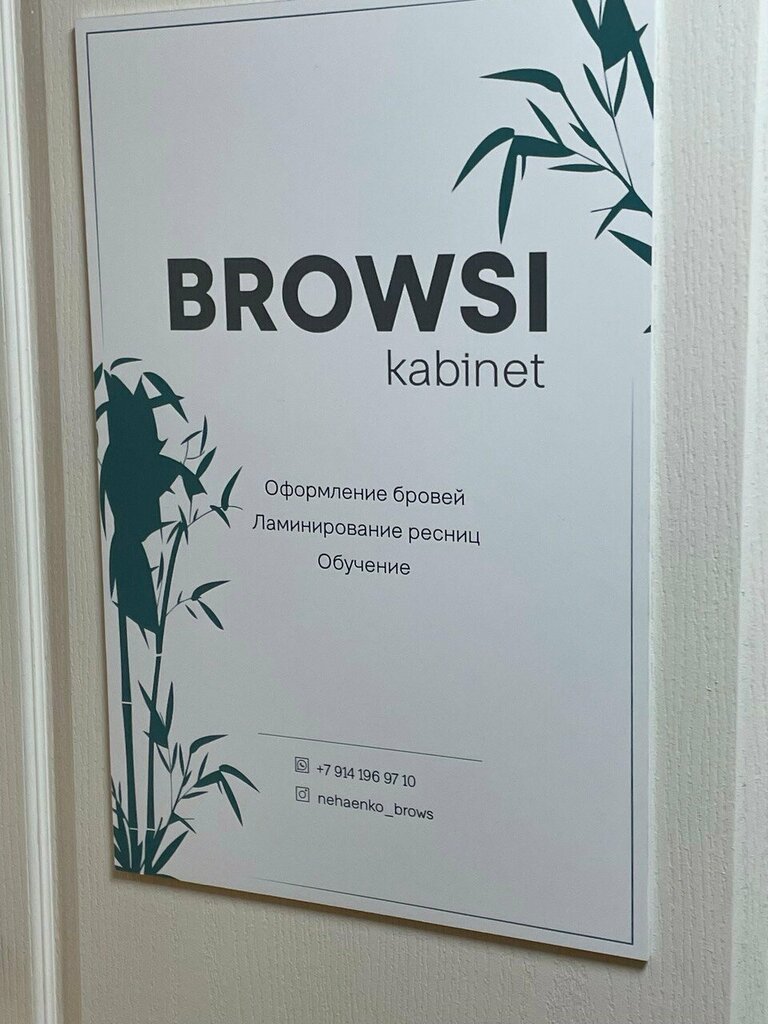 BROWSI
kabinet
Оформление бровей
Ламинирование ресниц
Обучение
+7 914 196 97 10
nehaenko_brows